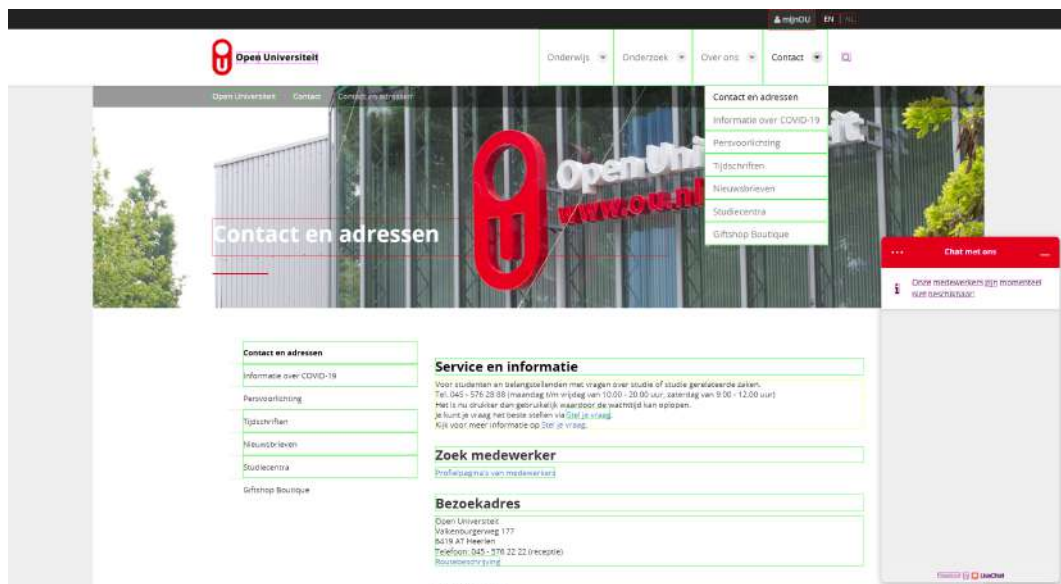 mijnOU EN NL
Open Universiteit
Onderwijs Onderzoek Over ons Contact
Open Universiteit Contact Contact en adressen
Contact en adressen
Informatie over COVID-19
Persvoorlichting
Tijdschriften
Nieuwsbrieven
Studiecentra
Giftshop Boutique
Open Uni
www.ou.nl
Contact en adressen
Chat met ons
Onze medewerkers zijn momenteel
niet beschikbaar.
Contact en adressen
Informatie over COVID-19
Persvoorlichting
Tijdschriften
Nieuwsbrieven
Studiecentra
Giftshop Boutique
Service en informatie
Voor studenten en belangstellenden met vragen over studie of studie gerelateerde zaken.
Tel. 045 - 576 28 88 (maandag t/m vrijdag van 10.00 - 20.00 uur, zaterdag van 9.00 - 12.00 uur)
Het is nu drukker dan gebruikelijk waardoor de wachttijd kan oplopen.
Je kunt je vraag het beste stellen via Stel je vraag.
Kijk voor meer informatie op Stel je vraag.
Zoek medewerker
Profielpagina's van medewerkers
Bezoekadres
Open Universiteit
Valkenburgerweg 177
6419 AT Heerlen
Telefoon: 045 - 576 22 22 (receptie)
Routebeschrijving
Powered by LiveChat